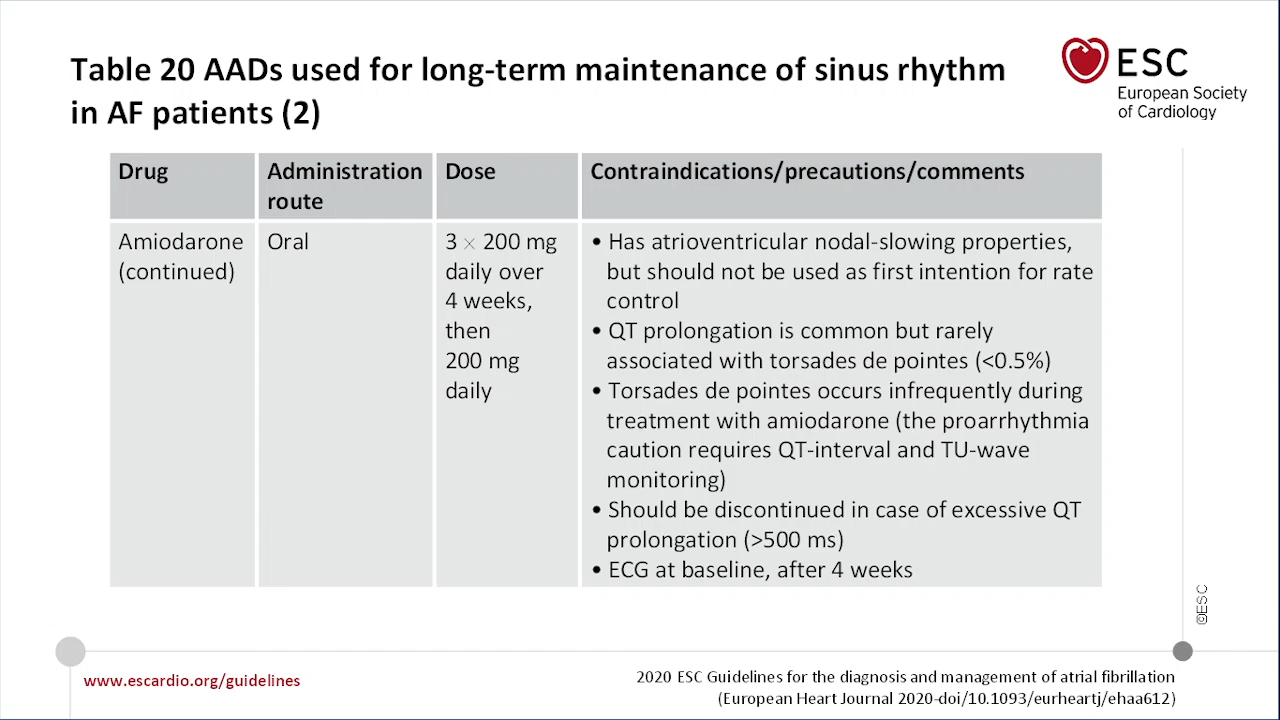 Table 20 AADs used for long-term maintenance of sinus rhythm
in AF patients (2)
ESC
European Society
of Cardiology
Drug
Administration
route
Dose
Contraindications/precautions/comments
Amiodarone
(continued)
Oral
3 × 200 mg
daily over
4 weeks,
then
200 mg
daily
• Has atrioventricular nodal-slowing properties,
but should not be used as first intention for rate
control
• QT prolongation is common but rarely
associated with torsades de pointes (<0.5%)
• Torsades de pointes occurs infrequently during
treatment with amiodarone (the proarrhythmia
caution requires QT-interval and TU-wave
monitoring)
• Should be discontinued in case of excessive QT
prolongation (>500 ms)
• ECG at baseline, after 4 weeks
©ESC
www.escardio.org/guidelines
2020 ESC Guidelines for the diagnosis and management of atrial fibrillation
(European Heart Journal 2020-doi/10.1093/eurheartj/ehaa612)